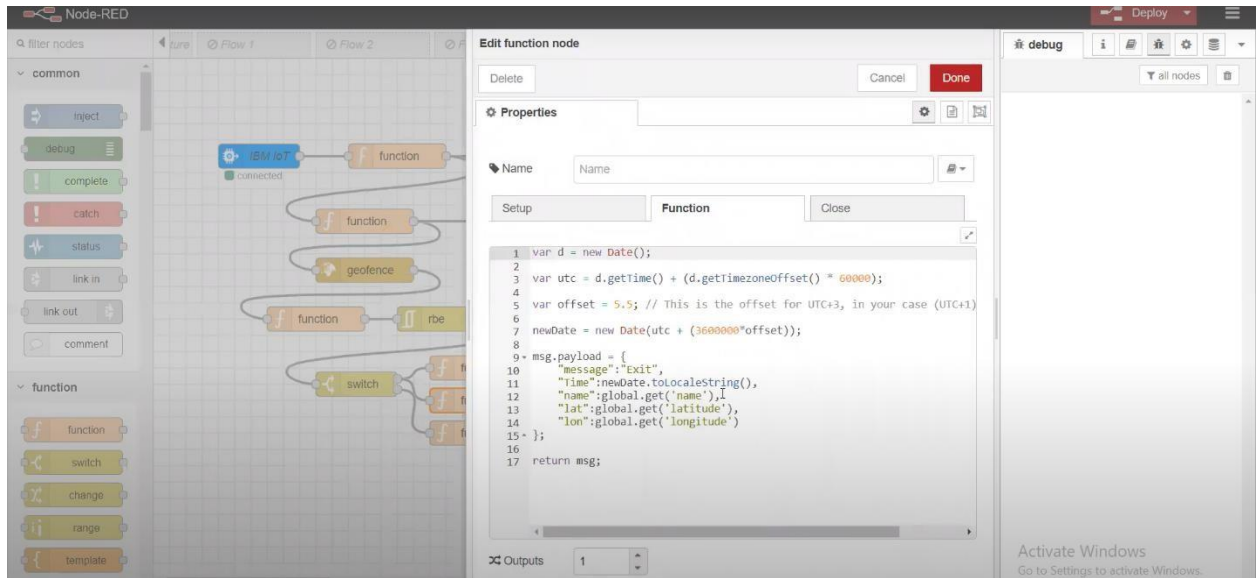 Node-RED
Deploy
filter nodes
Flow 1
Flow 2
Edit function node
debug
i
common
Delete
Cancel
Done
all nodes
Properties
inject
debug
IBM IoT
function
connected
Name
Name
complete
catch
function
Setup
Function
Close
status
geofence
link in
link out
function
rbe
comment
switch
function
function
switch
change
range
template
1 var d = new Date();
2
3 var utc = d.getTime() + (d.getTimezoneOffset() * 60000);
4
5 var offset = 5.5; // This is the offset for UTC+3, in your case (UTC+1)
6
7 newDate = new Date(utc + (3600000*offset));
8
9 msg.payload = {
10 "message":"Exit",
11 "Time":newDate.toLocaleString(),
12 "name":global.get('name'),
13 "lat":global.get('latitude'),
14 "lon":global.get('longitude')
15 };
16
17 return msg;
Outputs
1
Activate Windows
Go to Settings to activate Windows.